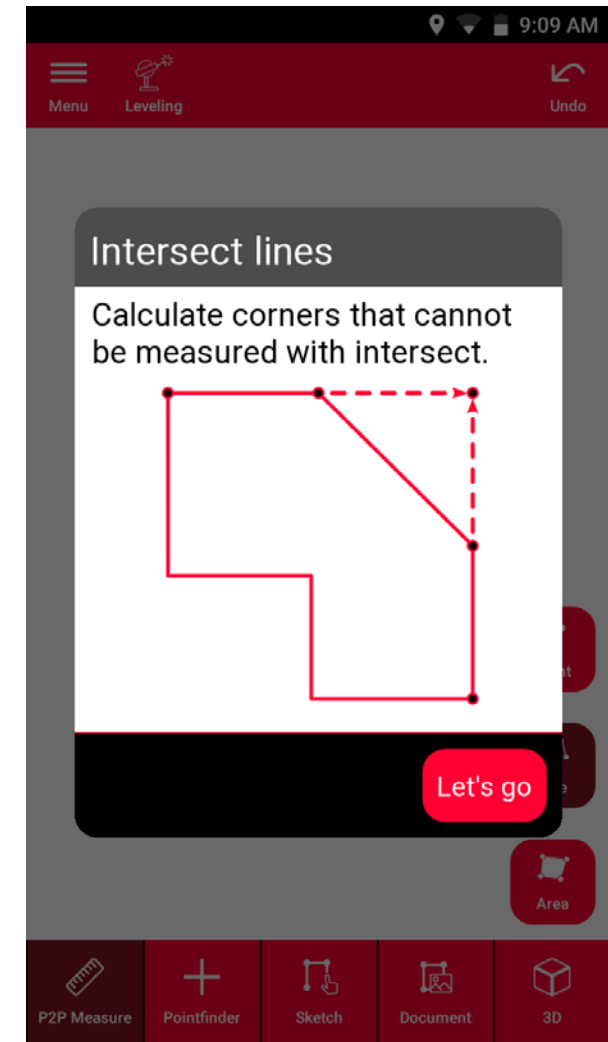 9:09 AM
Menu
Leveling
Undo
Intersect lines
Calculate corners that cannot
be measured with intersect.
Let's go
Area
P2P Measure
Pointfinder
Sketch
Document
3D